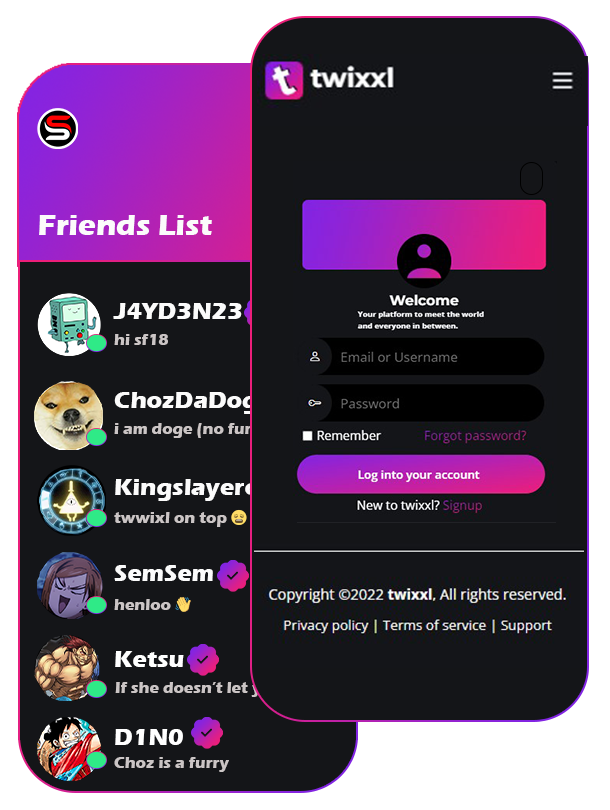 Friends List
J4YD3N23
hi sf18
ChozDaDog
i am doge (no fur
Kingslayer
twwixl on top 😩
SemSem
henloo 👋
Ketsu
If she doesn't let
D1N0
Choz is a furry
twixxl
Welcome
Your platform to meet the world
and everyone in between.
Email or Username
Password
Remember Forgot password?
Log into your account
New to twixxl? Signup
Copyright ©2022 twixxl, All rights reserved.
Privacy policy | Terms of service | Support